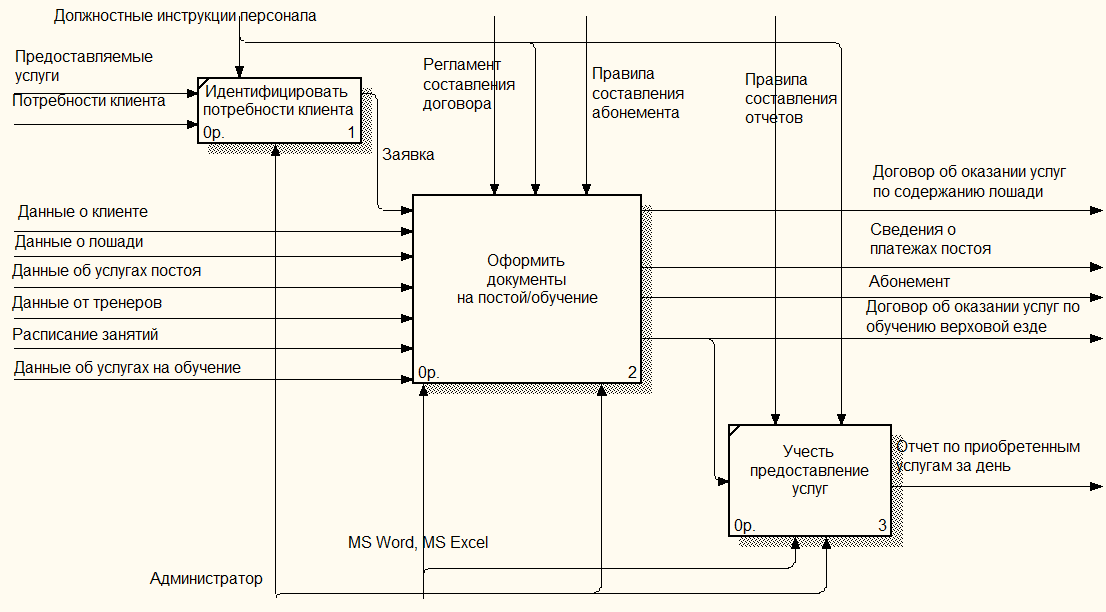 Должностные инструкции персонала
Предоставляемые
услуги
Потребности клиента
Идентифицировать
потребности клиента
0р.
1
Регламент
составления
договора
Правила
составления
абонемента
Правила
составления
отчетов
Заявка
Данные о клиенте
Данные о лошади
Данные об услугах постоя
Данные от тренеров
Расписание занятий
Данные об услугах на обучение
Оформить
документы
на постой/обучение
0р.
2
Договор об оказании услуг
по содержанию лошади
Сведения о
платежах постоя
Абонемент
Договор об оказании услуг по
обучению верховой езде
Учесть
предоставление
услуг
0р.
3
Отчет по приобретенным
услугам за день
MS Word, MS Excel
Администратор